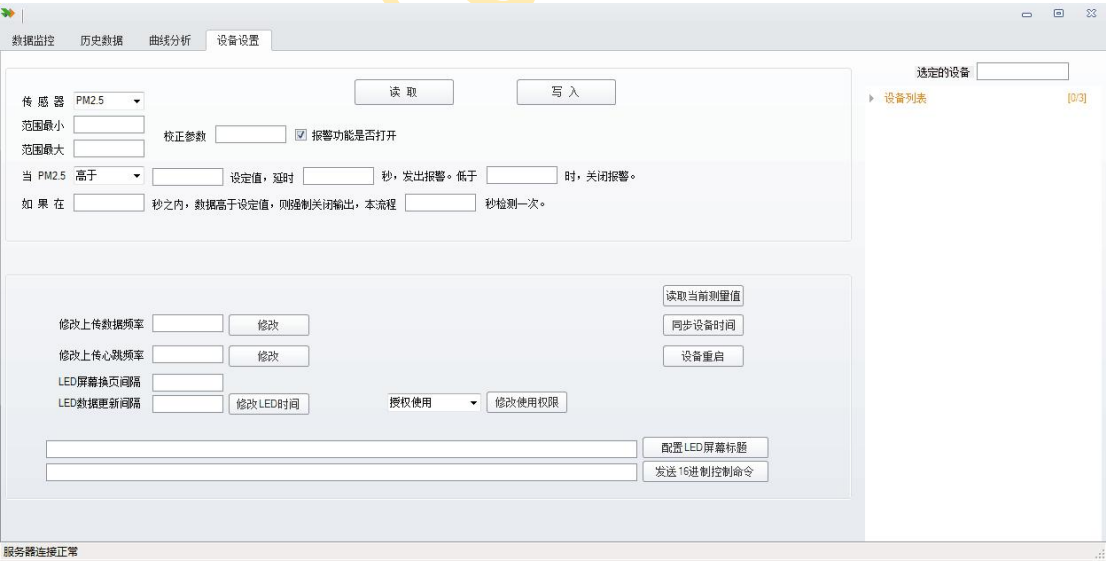 数据监控 历史数据 曲线分析 设备设置
选定的设备
设备列表 [0/3]
读 取 写 入
传 感 器 PM2.5
范围最小
校正参数 报警功能是否打开
范围最大
当 PM2.5 高于 设定值，延时 秒，发出报警。低于 时，关闭报警。
如 果 在 秒之内，数据高于设定值，则强制关闭输出，本流程 秒检测一次。
读取当前测量值
修改上传数据频率 修改 同步设备时间
修改上传心跳频率 修改 设备重启
LED屏幕换页间隔
LED数据更新间隔 修改LED时间 授权使用 修改使用权限
配置LED屏幕标题
发送16进制控制命令
服务器连接正常